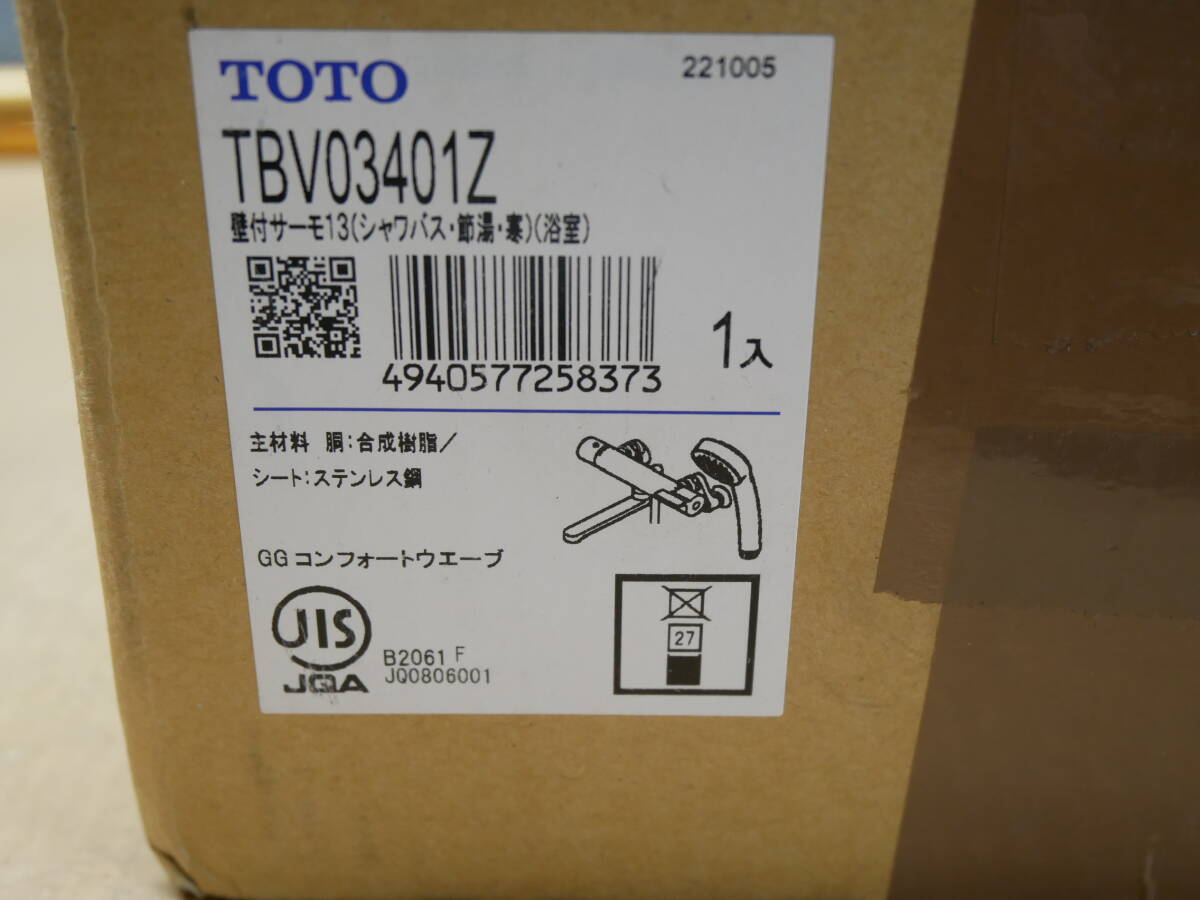 TOTO
221005
TBV03401Z
壁付サーモ13(シャワバス・節湯・寒)(浴室)
4940577258373
1入
主材料 胴:合成樹脂/
シート:ステンレス鋼
GGコンフォートウエーブ
JIS
B2061 F
JQA
JQ0806001
27